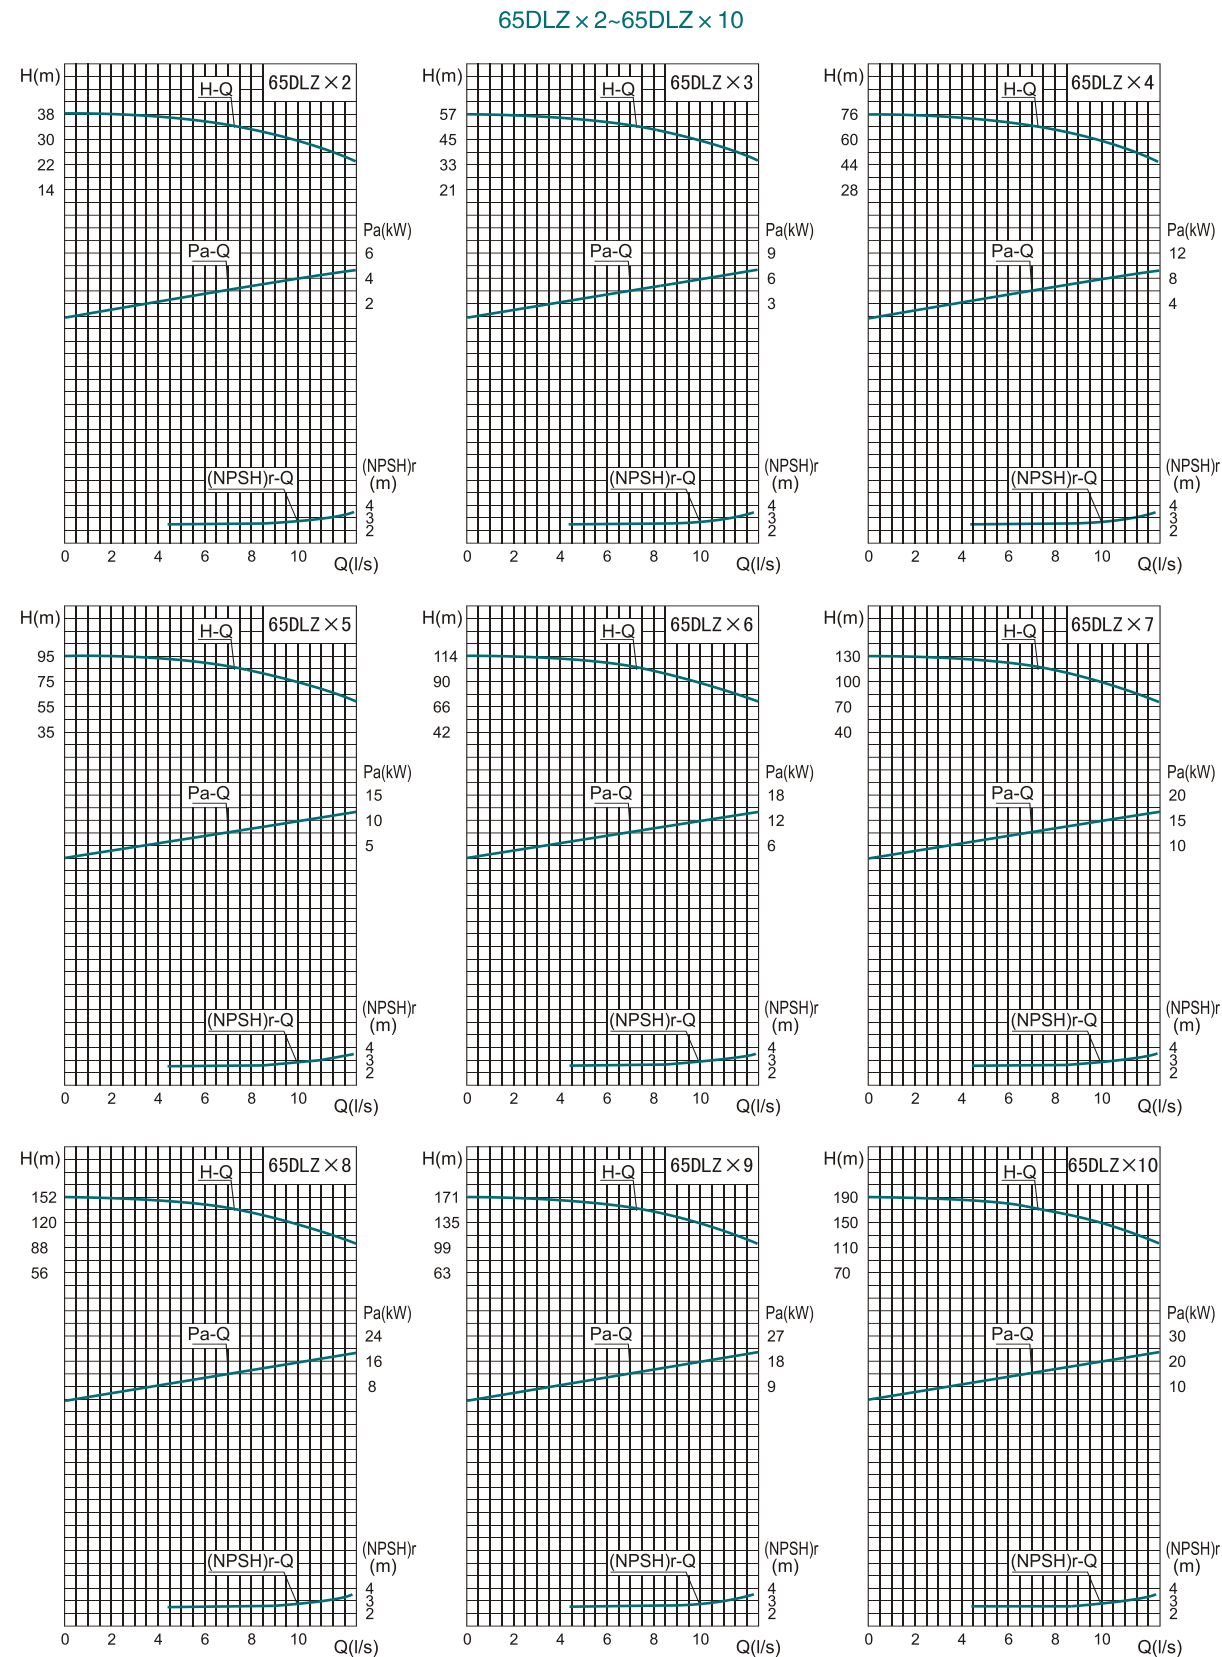 65DLZ×2~65DLZ×10
H(m)
H-Q
65DLZ×2
38
30
22
14
Pa(kW)
Pa-Q
6
4
2
(NPSH)r
(NPSH)r-Q
(m)
4
3
2
0 2 4 6 8 10
Q(l/s)
H(m)
H-Q
65DLZ×3
57
45
33
21
Pa(kW)
Pa-Q
9
6
3
(NPSH)r
(NPSH)r-Q
(m)
4
3
2
0 2 4 6 8 10
Q(l/s)
H(m)
H-Q
65DLZ×4
76
60
44
28
Pa(kW)
Pa-Q
12
8
4
(NPSH)r
(NPSH)r-Q
(m)
4
3
2
0 2 4 6 8 10
Q(l/s)
H(m)
H-Q
65DLZ×5
95
75
55
35
Pa(kW)
Pa-Q
15
10
5
(NPSH)r
(NPSH)r-Q
(m)
4
3
2
0 2 4 6 8 10
Q(l/s)
H(m)
H-Q
65DLZ×6
114
90
66
42
Pa(kW)
Pa-Q
18
12
6
(NPSH)r
(NPSH)r-Q
(m)
4
3
2
0 2 4 6 8 10
Q(l/s)
H(m)
H-Q
65DLZ×7
130
100
70
40
Pa(kW)
Pa-Q
20
15
10
(NPSH)r
(NPSH)r-Q
(m)
4
3
2
0 2 4 6 8 10
Q(l/s)
H(m)
H-Q
65DLZ×8
152
120
88
56
Pa(kW)
Pa-Q
24
16
8
(NPSH)r
(NPSH)r-Q
(m)
4
3
2
0 2 4 6 8 10
Q(l/s)
H(m)
H-Q
65DLZ×9
171
135
99
63
Pa(kW)
Pa-Q
27
18
9
(NPSH)r
(NPSH)r-Q
(m)
4
3
2
0 2 4 6 8 10
Q(l/s)
H(m)
H-Q
65DLZ×10
190
150
110
70
Pa(kW)
Pa-Q
30
20
10
(NPSH)r
(NPSH)r-Q
(m)
4
3
2
0 2 4 6 8 10
Q(l/s)